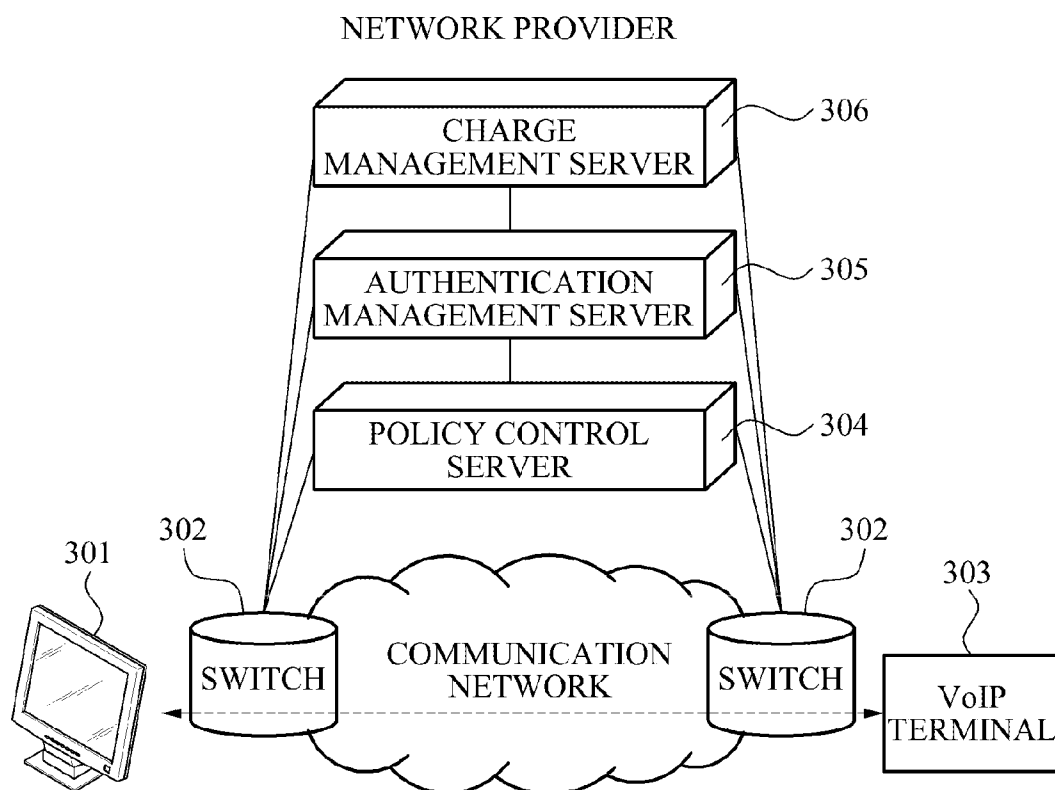 NETWORK PROVIDER
CHARGE
MANAGEMENT SERVER
306
AUTHENTICATION
MANAGEMENT SERVER
305
POLICY CONTROL
SERVER
304
301
302
302
303
SWITCH
COMMUNICATION
NETWORK
SWITCH
VoIP
TERMINAL